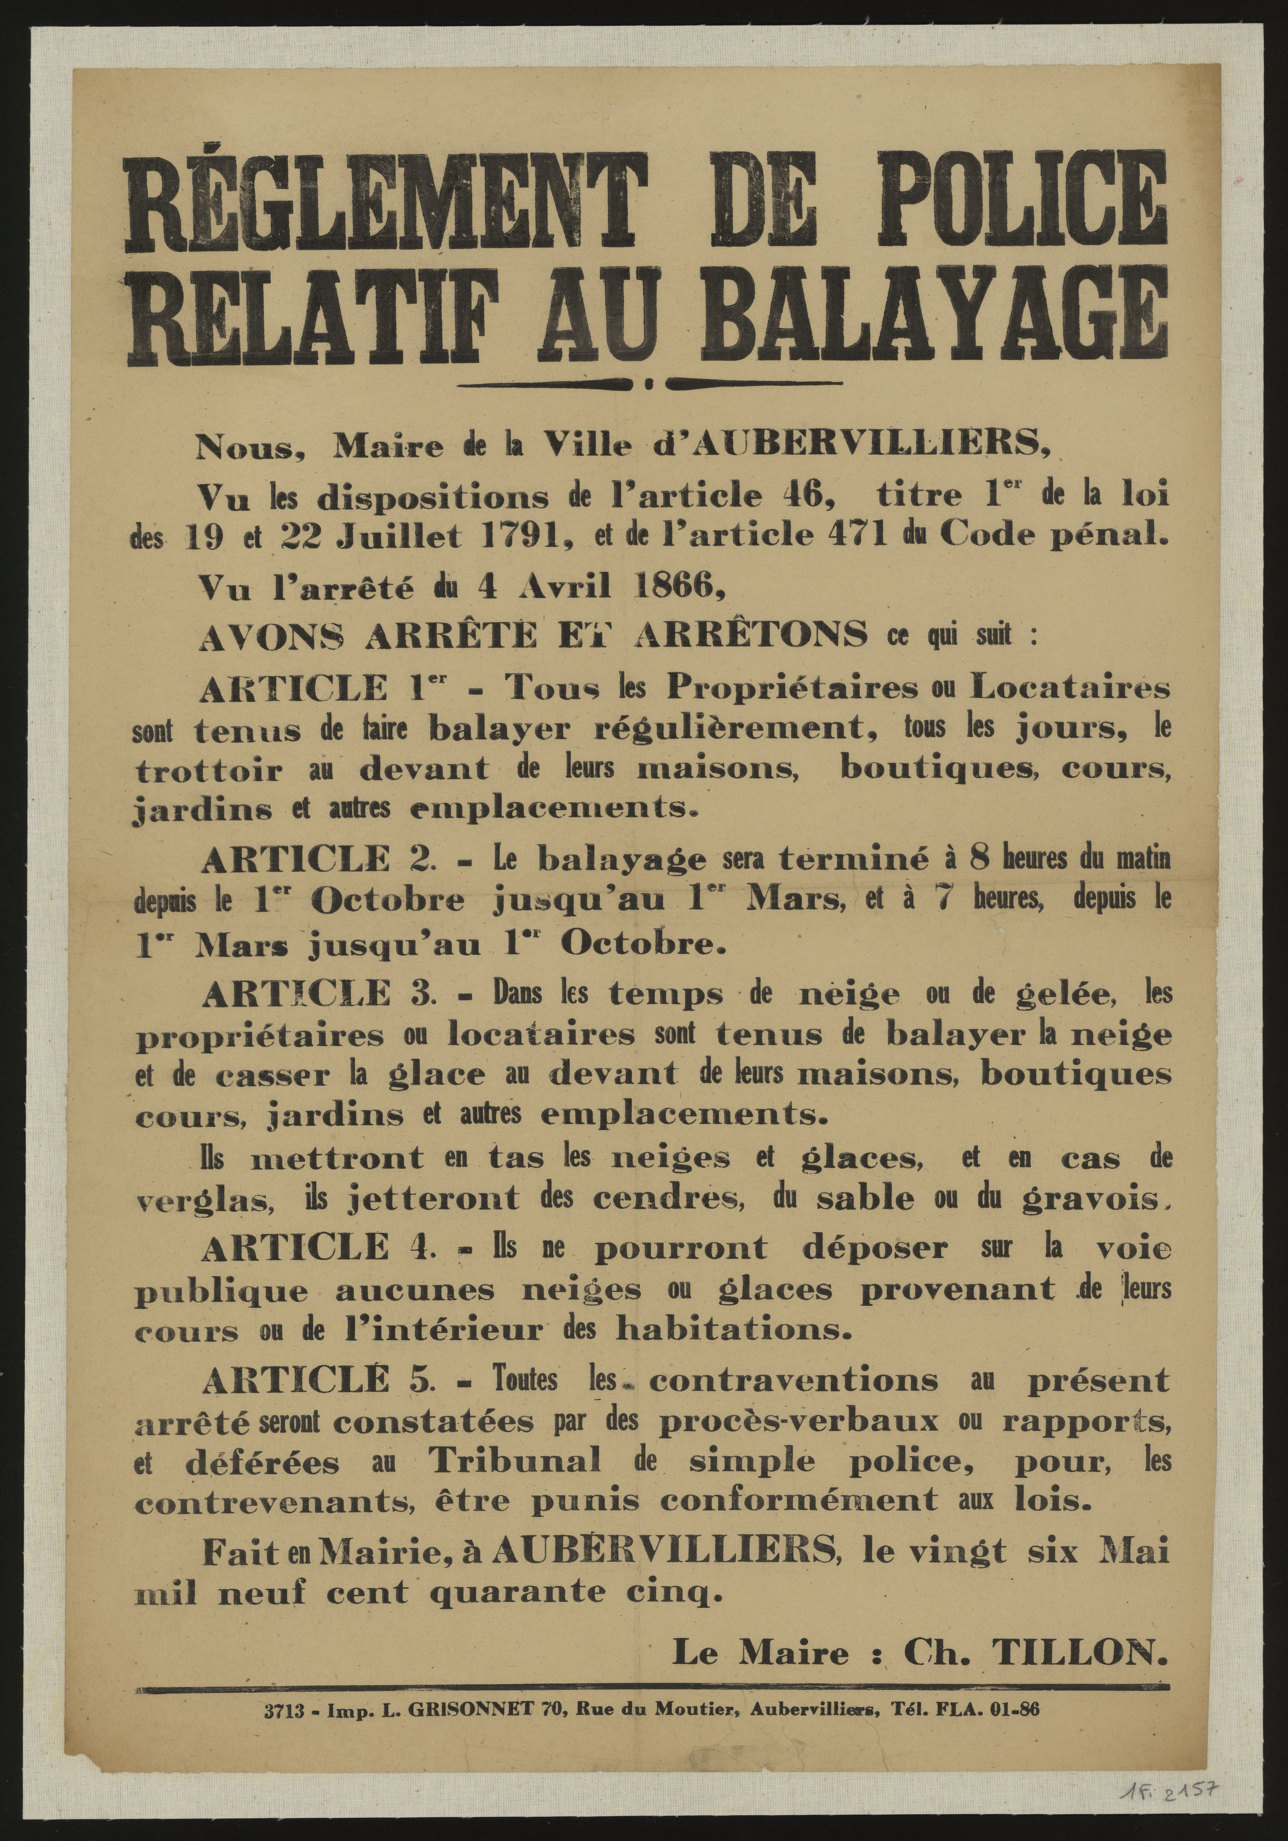 RÉGLEMENT DE POLICE
RELATIF AU BALAYAGE
Nous, Maire de la Ville d'AUBERVILLIERS,
Vu les dispositions de l'article 46, titre 1er de la loi
des 19 et 22 Juillet 1791, et de l'article 471 du Code pénal.
Vu l'arrêté du 4 Avril 1866,
AVONS ARRÊTÉ ET ARRÊTONS ce qui suit :
ARTICLE 1er - Tous les Propriétaires ou Locataires
sont tenus de faire balayer régulièrement, tous les jours, le
trottoir au devant de leurs maisons, boutiques, cours,
jardins et autres emplacements.
ARTICLE 2. - Le balayage sera terminé à 8 heures du matin
depuis le 1er Octobre jusqu'au 1er Mars, et à 7 heures, depuis le
1er Mars jusqu'au 1er Octobre.
ARTICLE 3. - Dans les temps de neige ou de gelée, les
propriétaires ou locataires sont tenus de balayer la neige
et de casser la glace au devant de leurs maisons, boutiques
cours, jardins et autres emplacements.
Ils mettront en tas les neiges et glaces, et en cas de
verglas, ils jetteront des cendres, du sable ou du gravois.
ARTICLE 4. - Ils ne pourront déposer sur la voie
publique aucunes neiges ou glaces provenant de leurs
cours ou de l'intérieur des habitations.
ARTICLE 5. - Toutes les contraventions au présent
arrêté seront constatées par des procès-verbaux ou rapports,
et déférées au Tribunal de simple police, pour, les
contrevenants, être punis conformément aux lois.
Fait en Mairie, à AUBERVILLIERS, le vingt six Mai
mil neuf cent quarante cinq.
Le Maire : Ch. TILLON.
3713 - Imp. L. GRISONNET 70, Rue du Moutier, Aubervilliers, Tél. FLA. 01-86
1Fi 2157